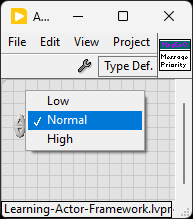 A...
File Edit View Project
Type Def.
Message
Priority
Low
✓ Normal
High
Learning-Actor-Framework.lvpr